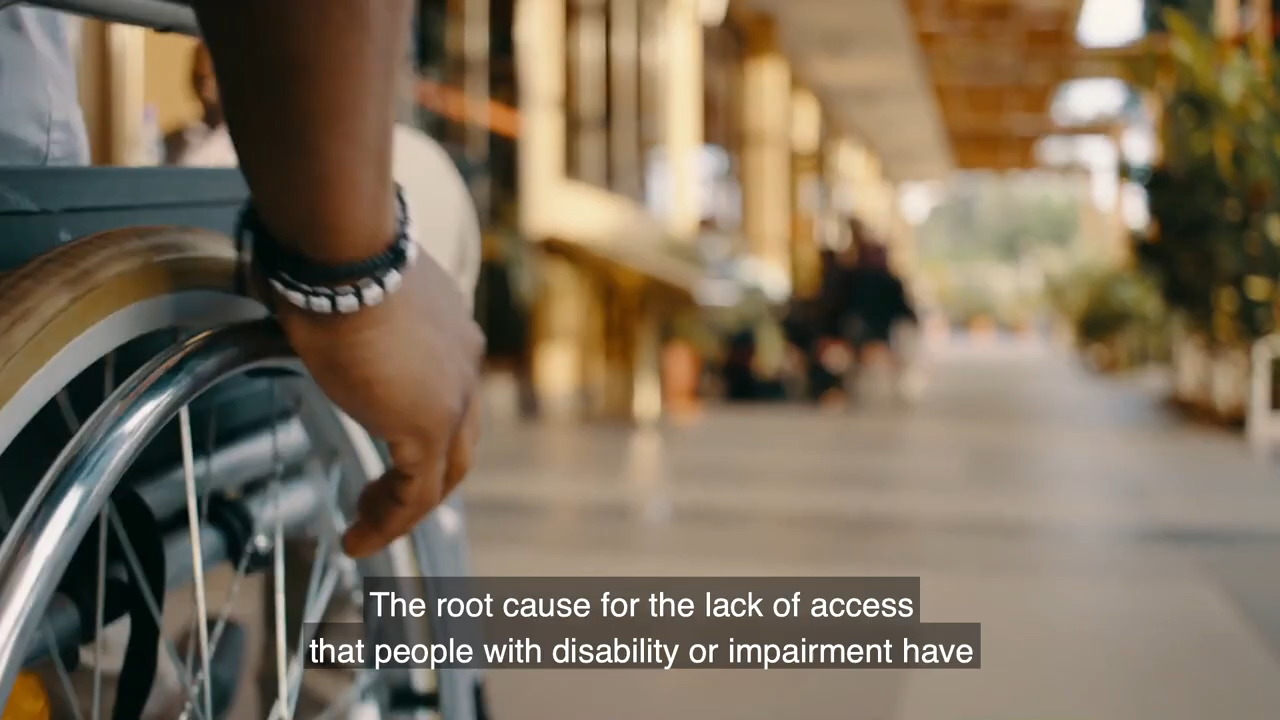 The root cause for the lack of access
that people with disability or impairment have